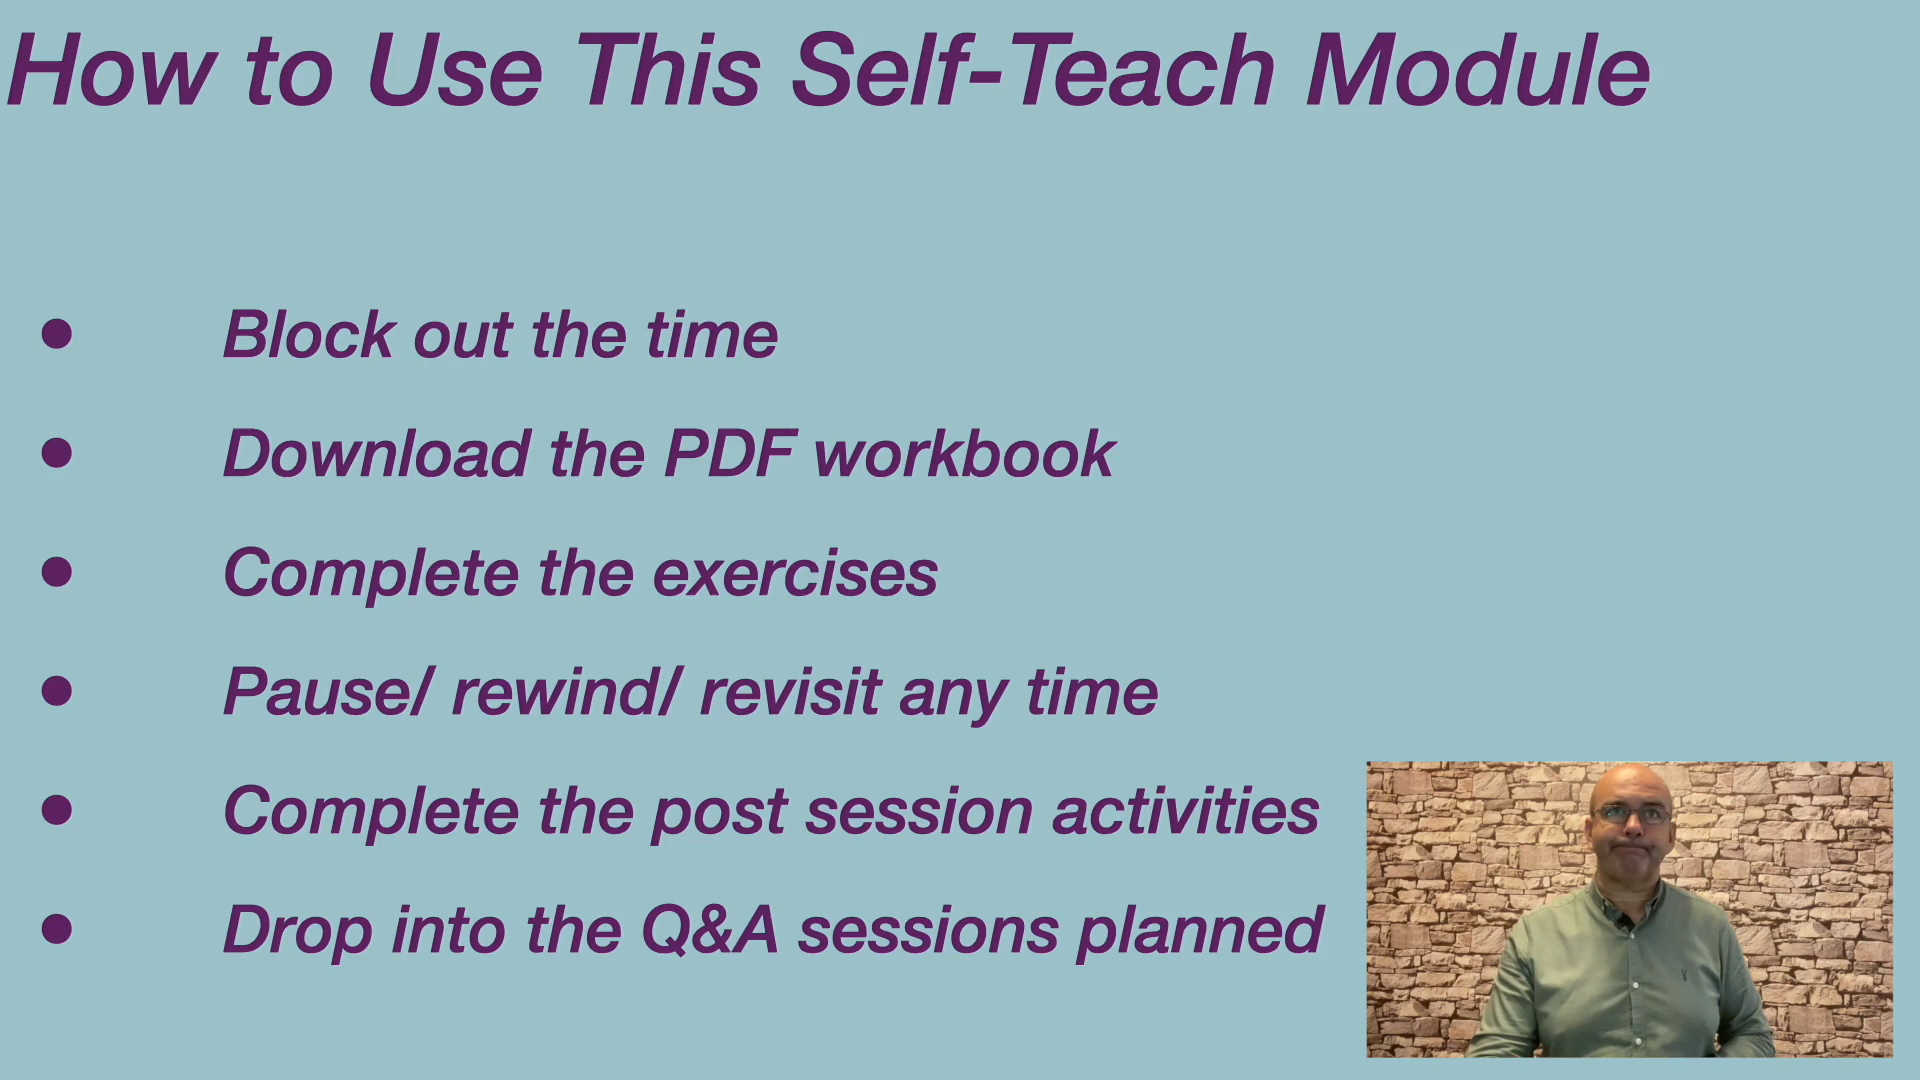 How to Use This Self-Teach Module
• Block out the time
• Download the PDF workbook
• Complete the exercises
• Pause/ rewind/ revisit any time
• Complete the post session activities
• Drop into the Q&A sessions planned